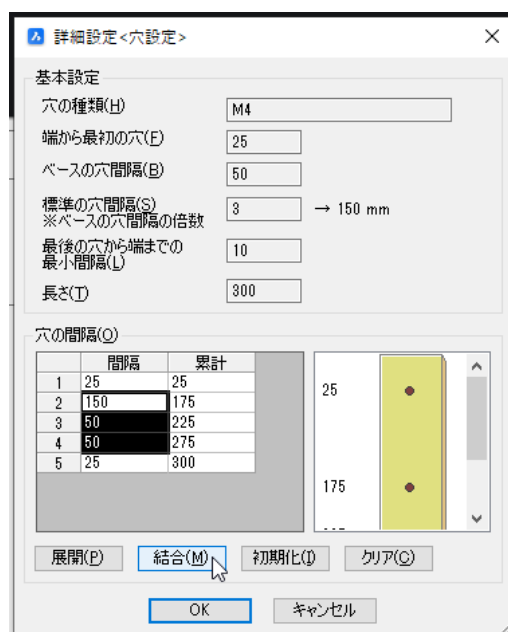 詳細設定<穴設定>
基本設定
穴の種類(H) M4
端から最初の穴(F) 25
ベースの穴間隔(B) 50
標準の穴間隔(S) 3 → 150 mm
※ベースの穴間隔の倍数
最後の穴から端までの 10
最小間隔(L)
長さ(T) 300
穴の間隔(O)
間隔 累計
1 25 25
2 150 175
3 50 225
4 50 275
5 25 300
25
175
展開(P) 結合(M) 初期化(I) クリア(C)
OK キャンセル